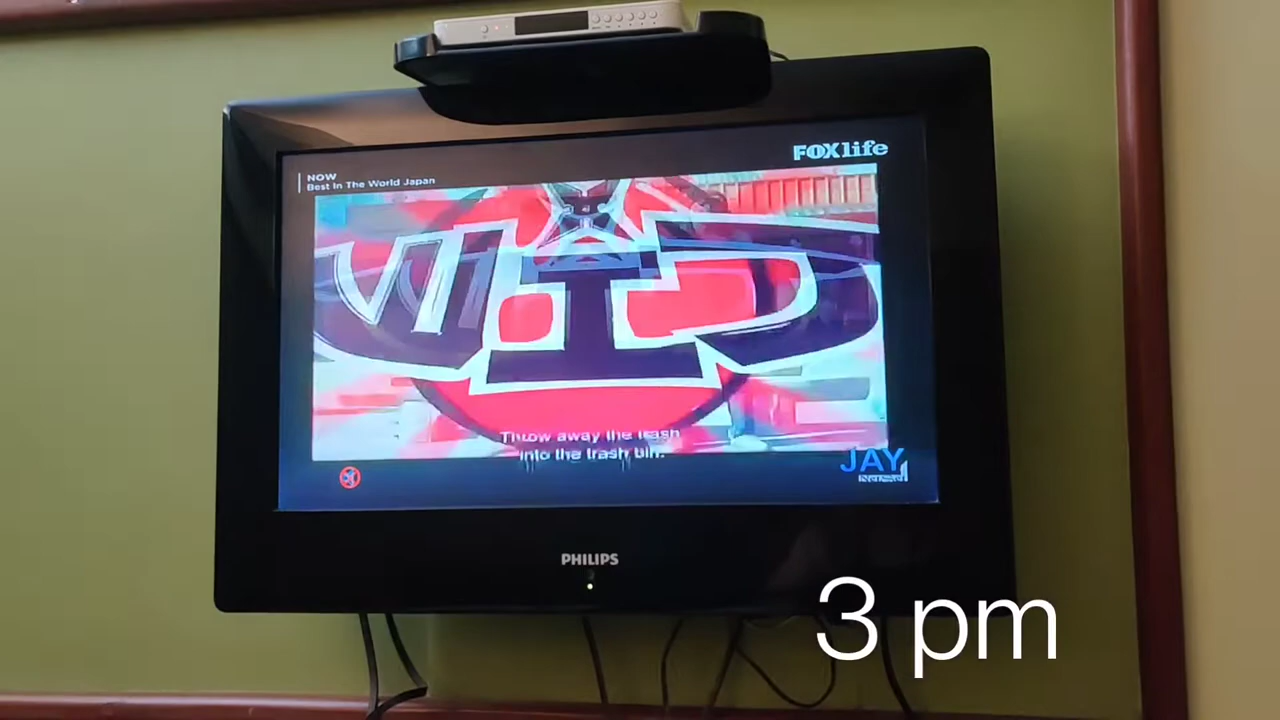 FOXlife
NOW
Best In The World Japan
Throw away the trash
into the trash bin.
JAY
Network
PHILIPS
3 pm